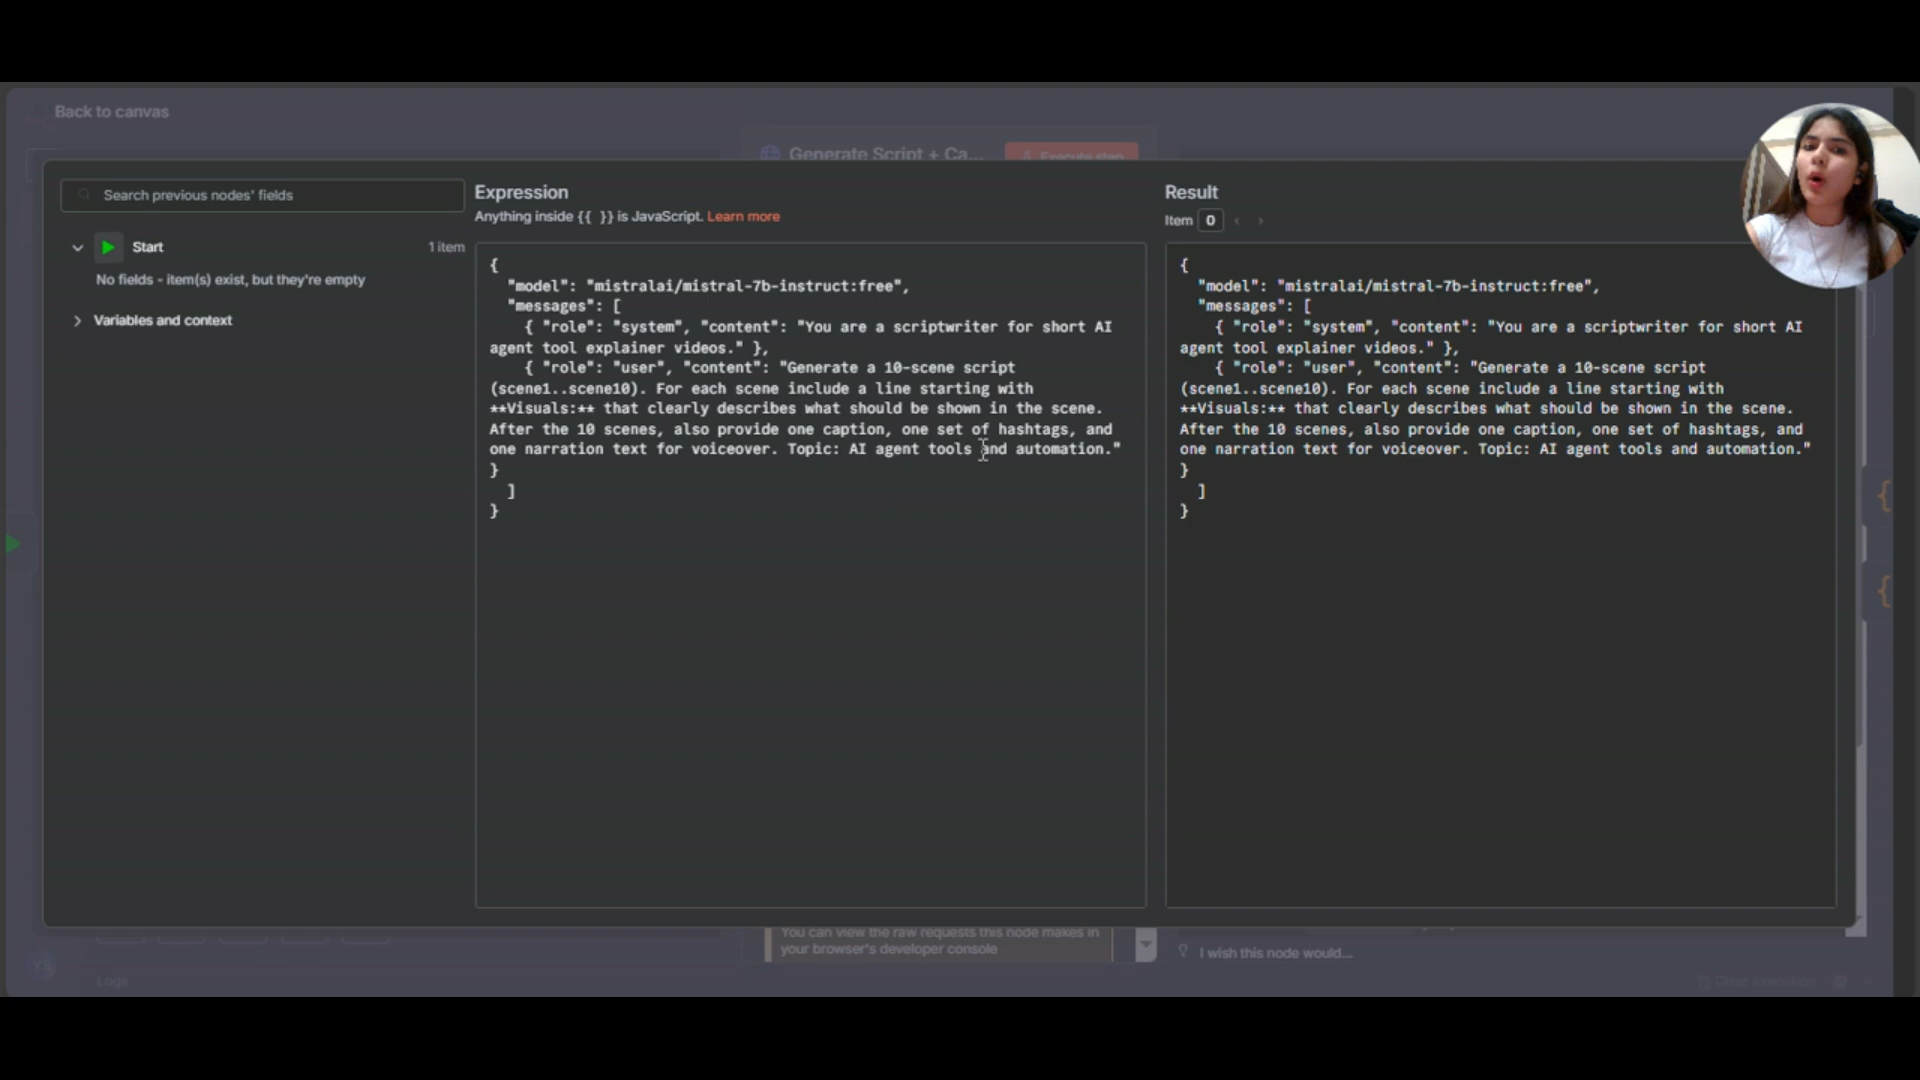 Back to canvas
Generate Script + Ca...
Execute step
Search previous nodes' fields
Start
1 item
No fields - item(s) exist, but they're empty
Variables and context
Expression
Anything inside {{ }} is JavaScript. Learn more
{
"model": "mistralai/mistral-7b-instruct:free",
"messages": [
{ "role": "system", "content": "You are a scriptwriter for short AI
agent tool explainer videos." },
{ "role": "user", "content": "Generate a 10-scene script
(scene1..scene10). For each scene include a line starting with
**Visuals:** that clearly describes what should be shown in the scene.
After the 10 scenes, also provide one caption, one set of hashtags, and
one narration text for voiceover. Topic: AI agent tools and automation."
}
]
}
Result
Item 0
{
"model": "mistralai/mistral-7b-instruct:free",
"messages": [
{ "role": "system", "content": "You are a scriptwriter for short AI
agent tool explainer videos." },
{ "role": "user", "content": "Generate a 10-scene script
(scene1..scene10). For each scene include a line starting with
**Visuals:** that clearly describes what should be shown in the scene.
After the 10 scenes, also provide one caption, one set of hashtags, and
one narration text for voiceover. Topic: AI agent tools and automation."
}
]
}
You can view the raw requests this node makes in
your browser's developer console
I wish this node would...
Logs
Clear execution